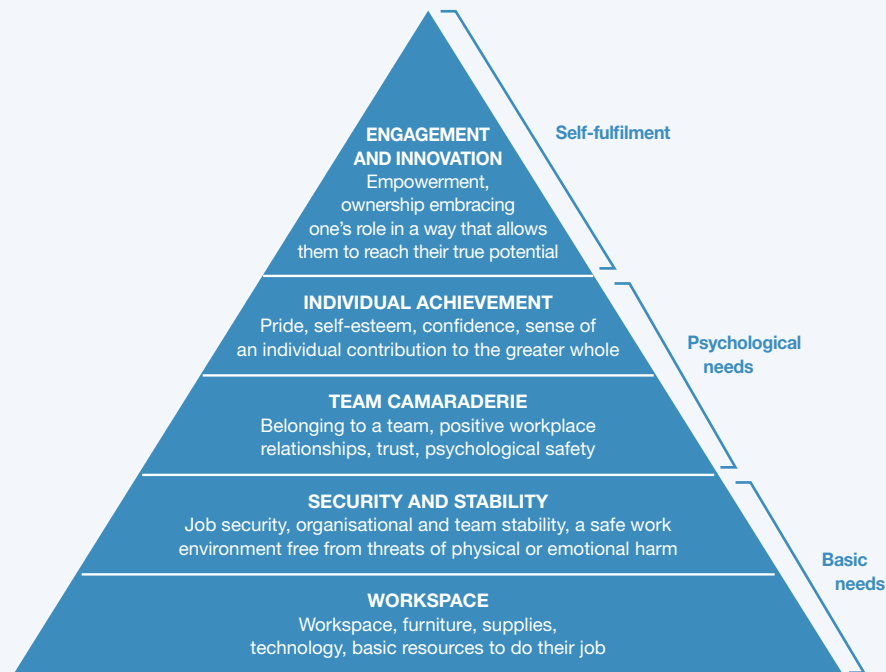 ENGAGEMENT
AND INNOVATION
Empowerment,
ownership embracing
one's role in a way that allows
them to reach their true potential
Self-fulfilment
INDIVIDUAL ACHIEVEMENT
Pride, self-esteem, confidence, sense of
an individual contribution to the greater whole
Psychological
needs
TEAM CAMARADERIE
Belonging to a team, positive workplace
relationships, trust, psychological safety
SECURITY AND STABILITY
Job security, organisational and team stability, a safe work
environment free from threats of physical or emotional harm
Basic
needs
WORKSPACE
Workspace, furniture, supplies,
technology, basic resources to do their job